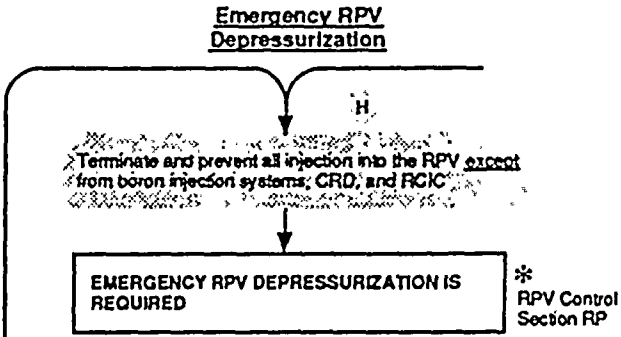 Emergency RPV
Depressurization
H
Terminate and prevent all injection into the RPV except
from boron injection systems, CRD, and RCIC
EMERGENCY RPV DEPRESSURIZATION IS
REQUIRED
*
RPV Control
Section RP